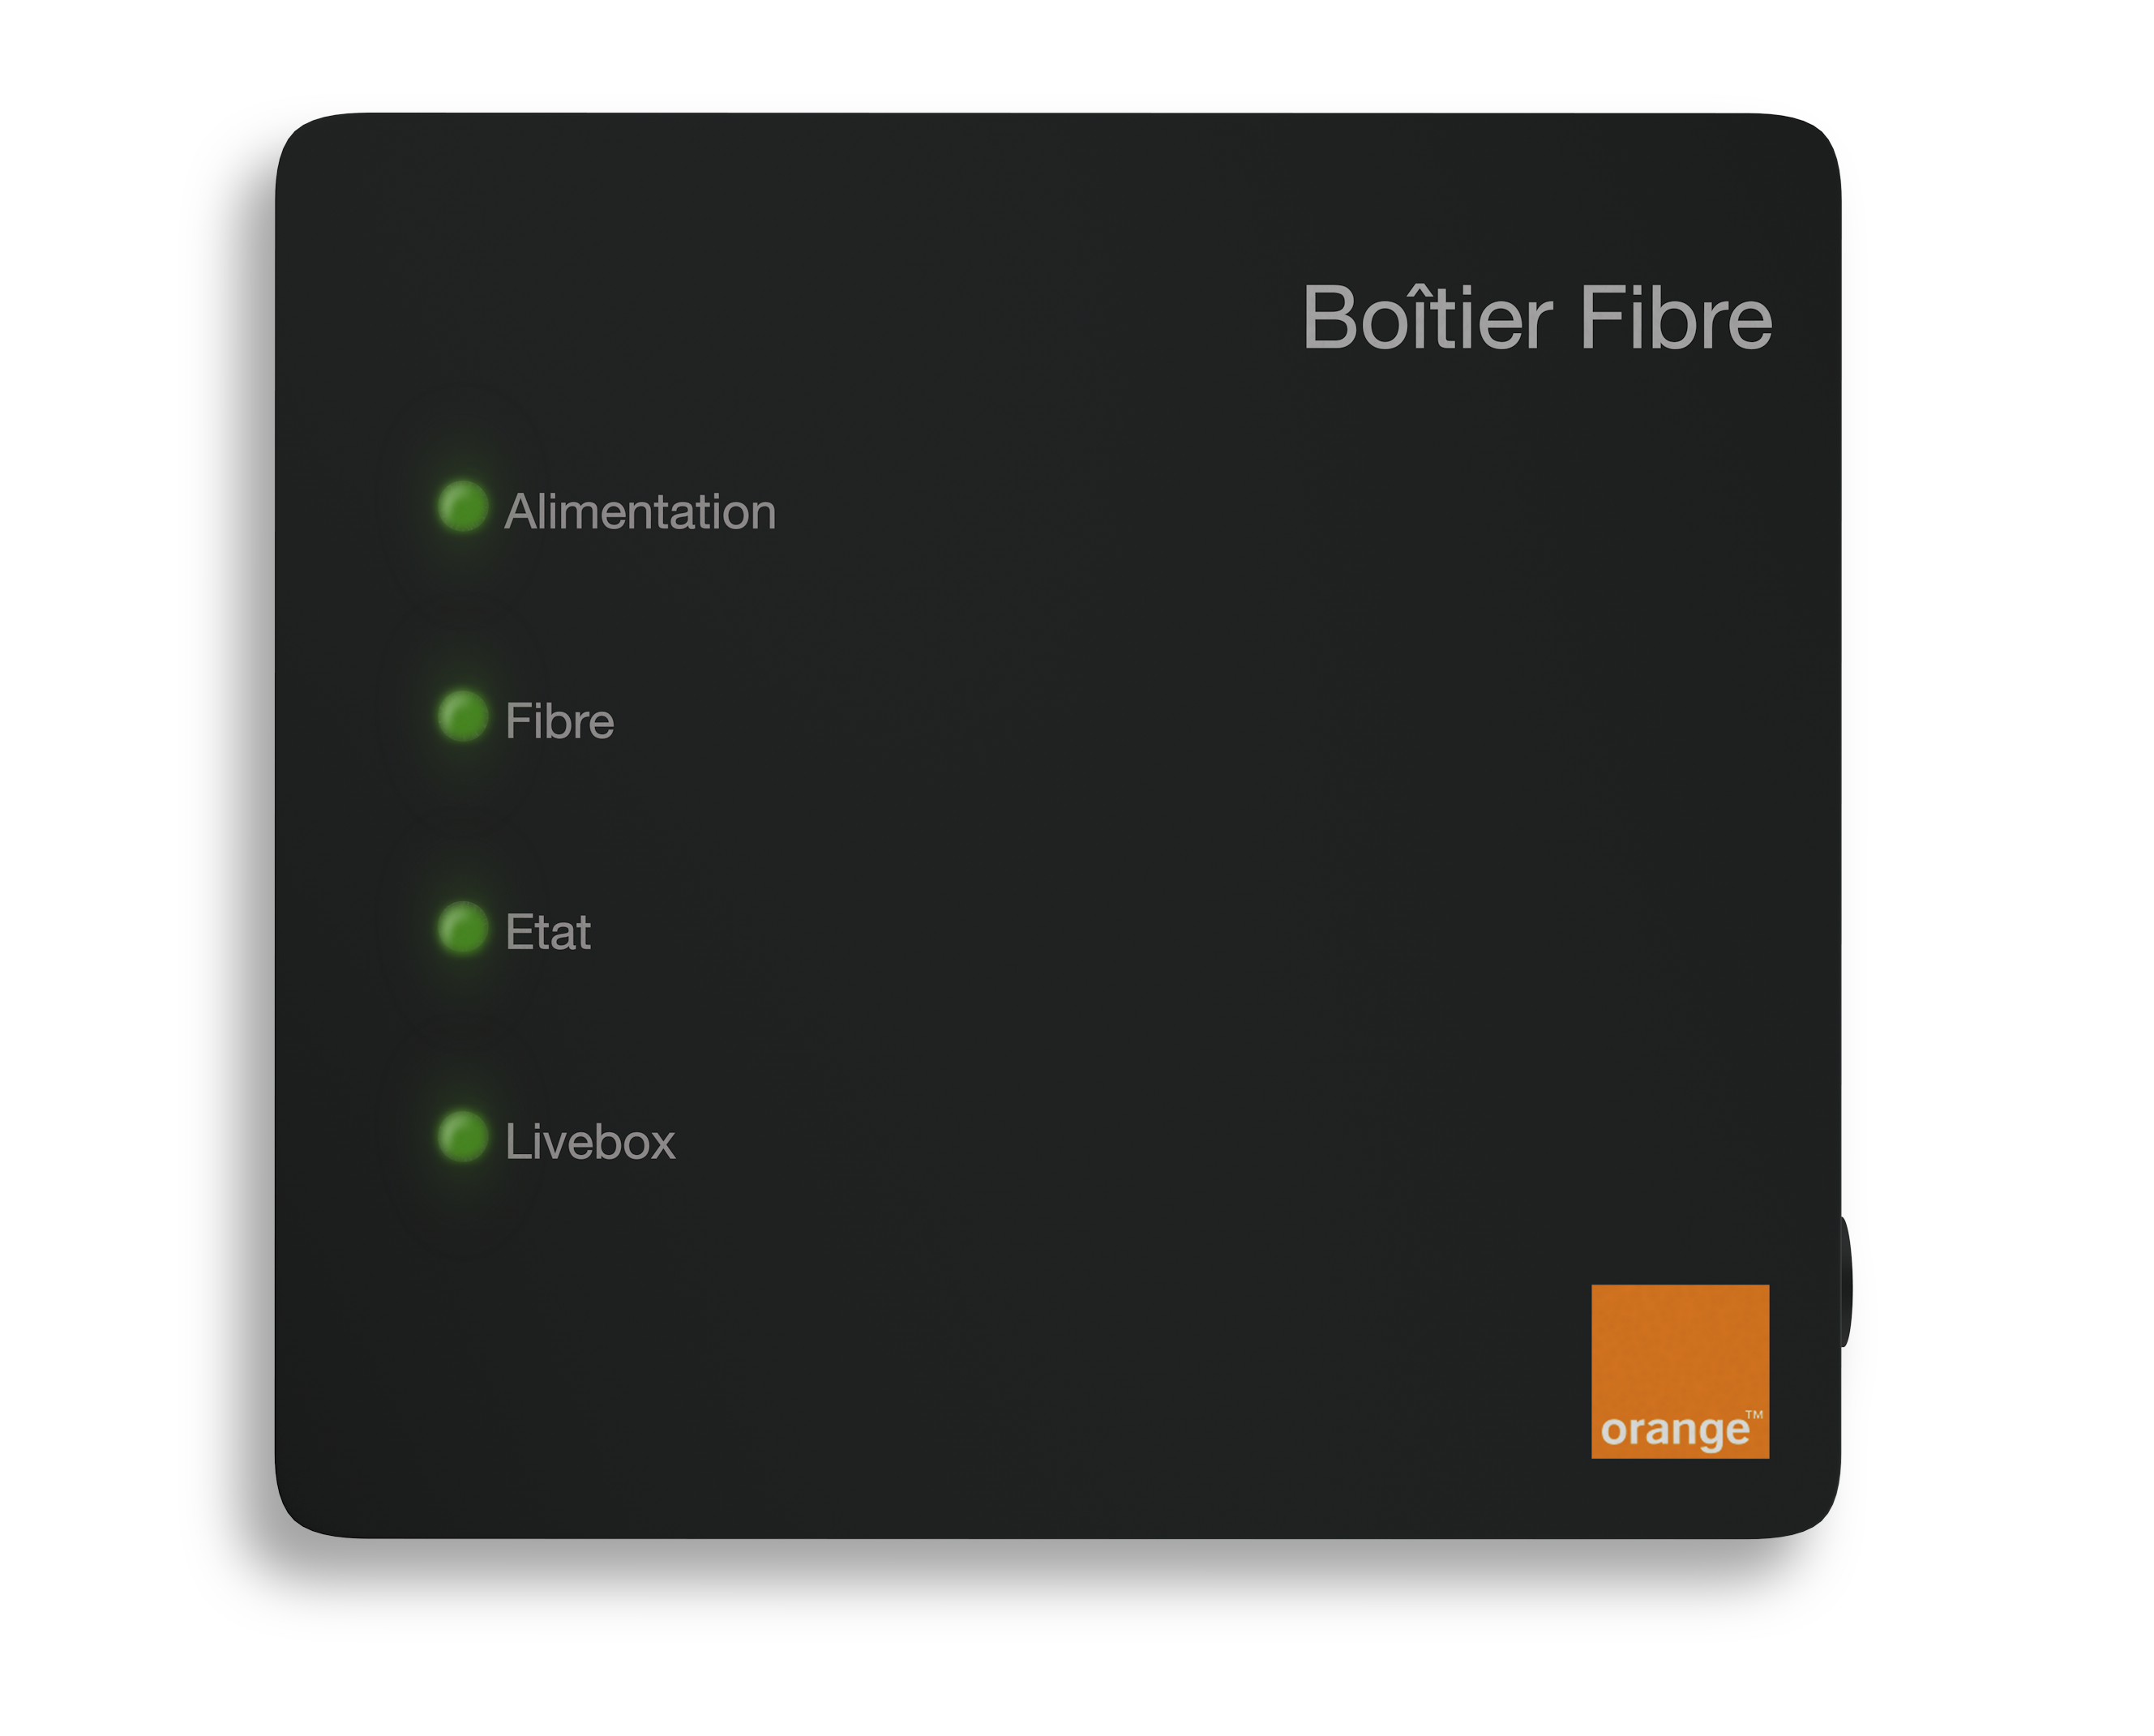 Boîtier Fibre
Alimentation
Fibre
Etat
Livebox
orange™